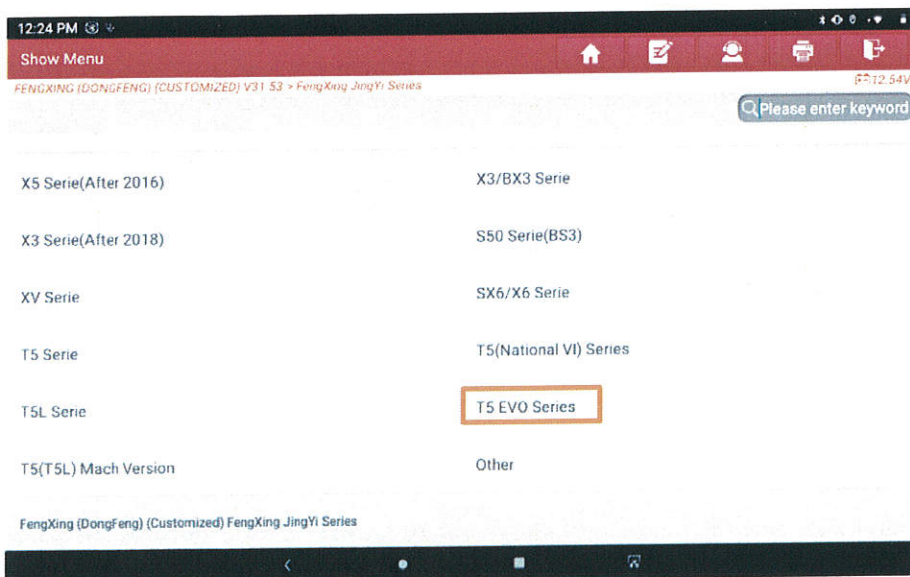 12:24 PM
Show Menu
FENGXING (DONGFENG) (CUSTOMIZED) V31.53 > FengXing JingYi Series
12.54V
Please enter keyword
X5 Serie(After 2016)
X3/BX3 Serie
X3 Serie(After 2018)
S50 Serie(BS3)
XV Serie
SX6/X6 Serie
T5 Serie
T5(National VI) Series
T5L Serie
T5 EVO Series
T5(T5L) Mach Version
Other
FengXing (DongFeng) (Customized) FengXing JingYi Series